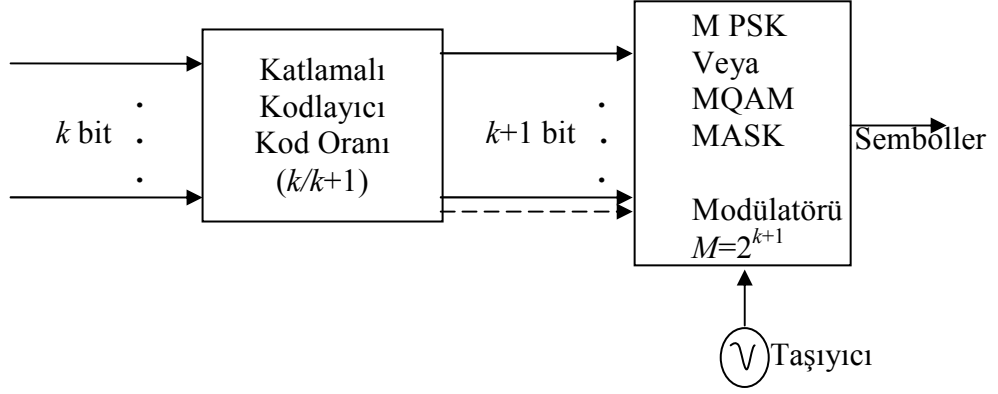 k bit
Katlamalı
Kodlayıcı
Kod Oranı
(k/k+1)
k+1 bit
M PSK
Veya
MQAM
MASK
Modülatörü
M=2^{k+1}
Semboller
Taşıyıcı